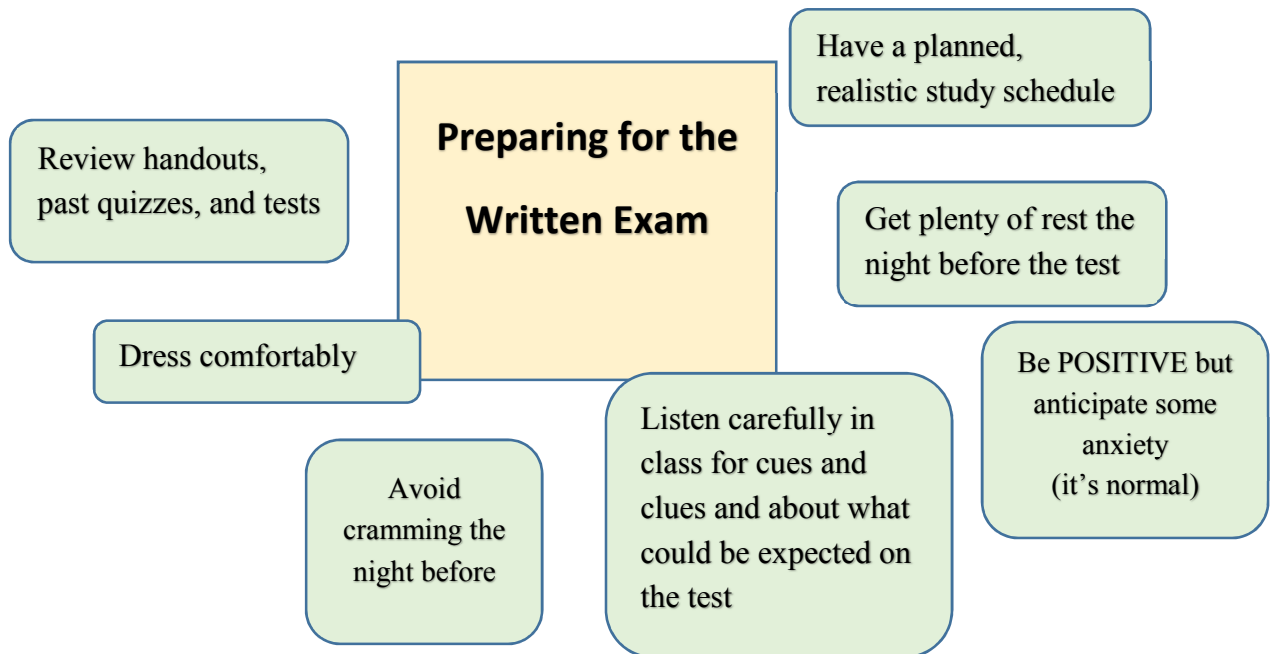 Preparing for the
Written Exam
Have a planned,
realistic study schedule
Review handouts,
past quizzes, and tests
Get plenty of rest the
night before the test
Dress comfortably
Be POSITIVE but
anticipate some
anxiety
(it’s normal)
Listen carefully in
class for cues and
clues and about what
could be expected on
the test
Avoid
cramming the
night before